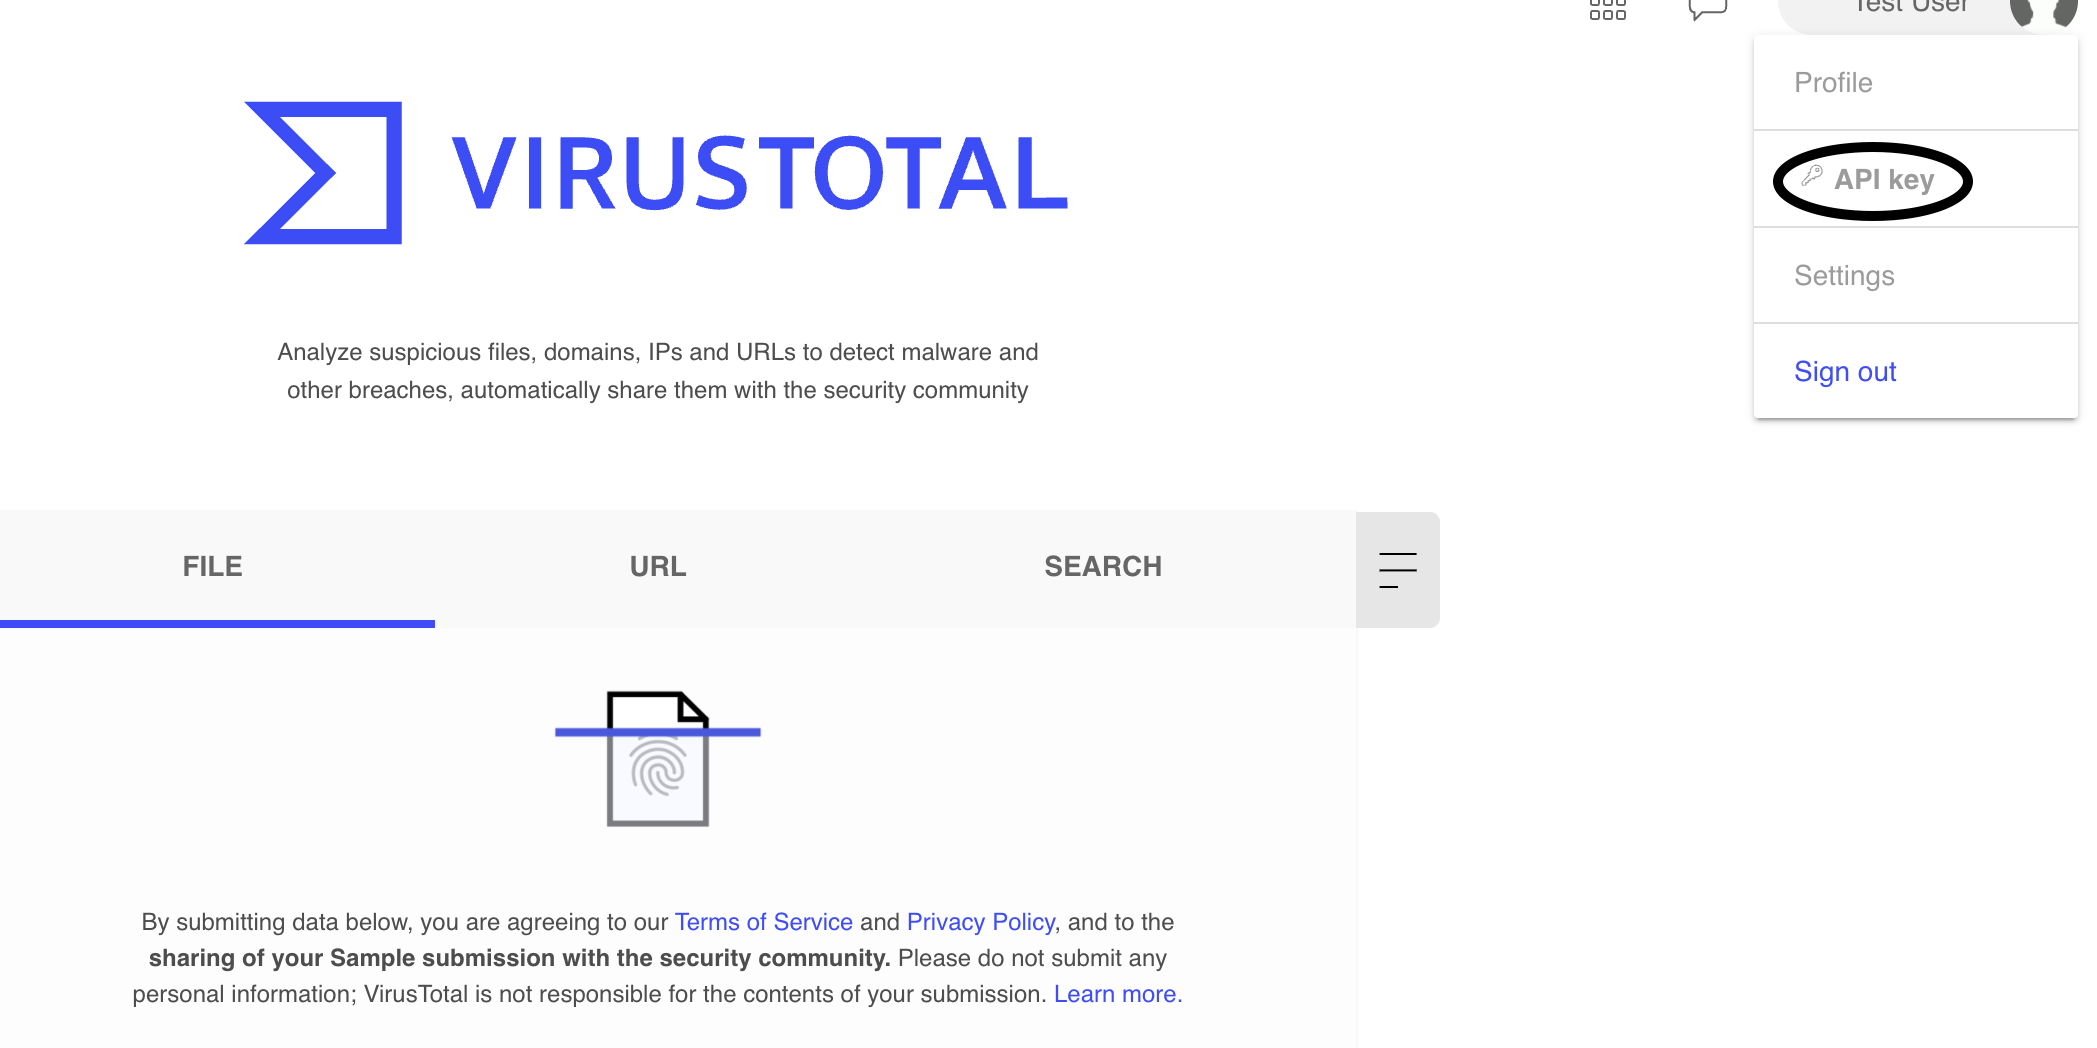 Test User
Profile
API key
Settings
Sign out
VIRUSTOTAL
Analyze suspicious files, domains, IPs and URLs to detect malware and
other breaches, automatically share them with the security community
FILE
URL
SEARCH
By submitting data below, you are agreeing to our Terms of Service and Privacy Policy, and to the
sharing of your Sample submission with the security community. Please do not submit any
personal information; VirusTotal is not responsible for the contents of your submission. Learn more.